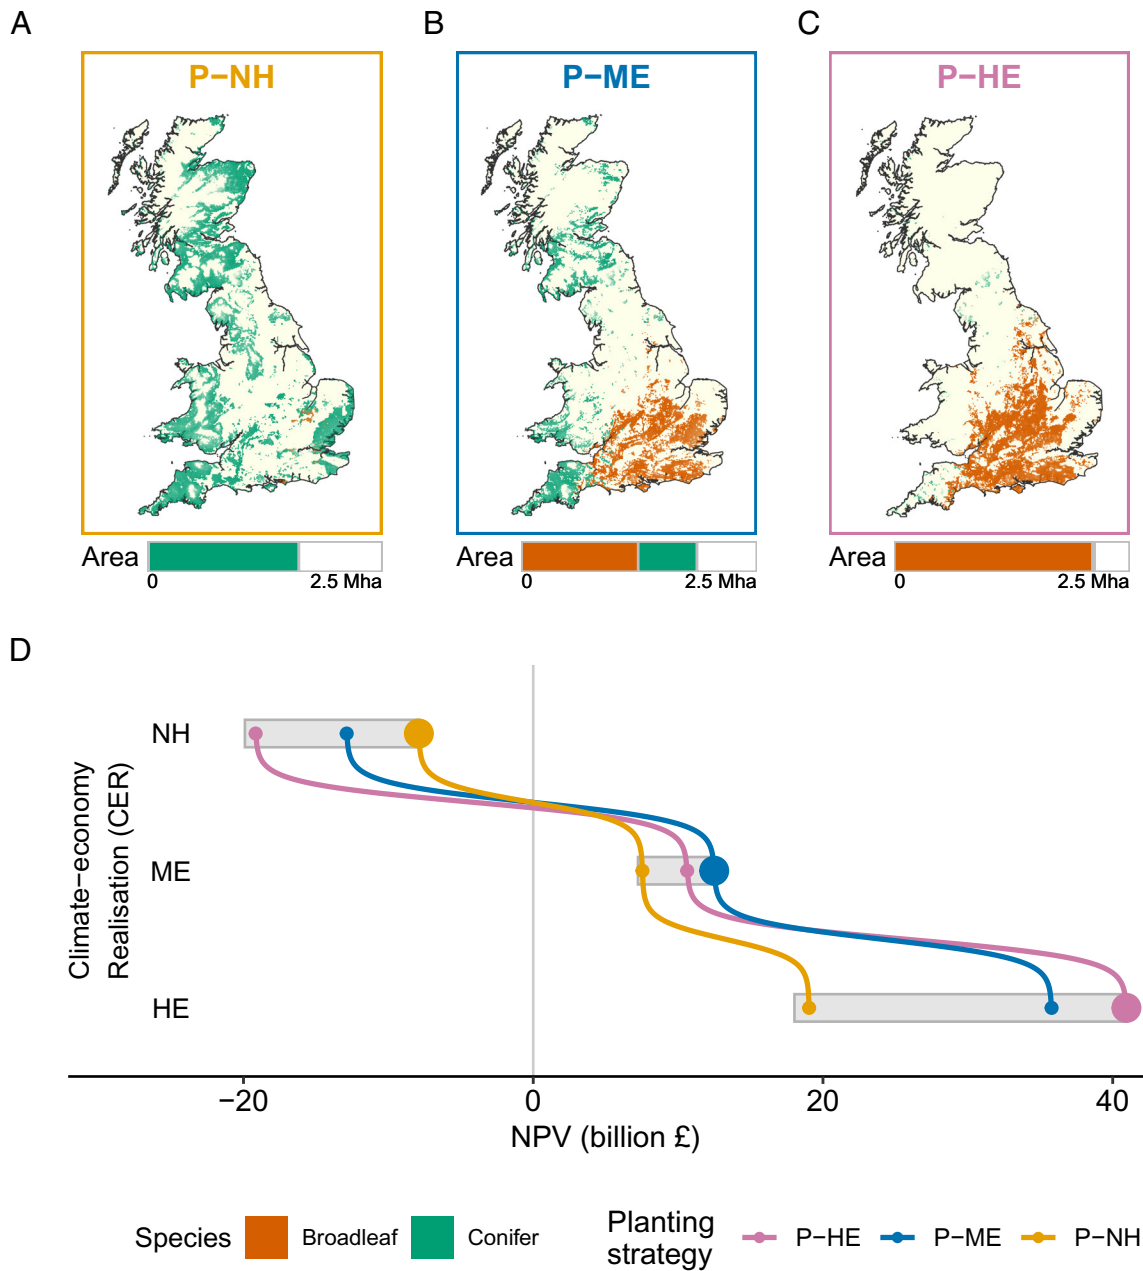 A
B
C
P−NH
P−ME
P−HE
Area
0
2.5 Mha
Area
0
2.5 Mha
Area
0
2.5 Mha
D
Climate−economy
Realisation (CER)
NH
ME
HE
−20
0
20
40
NPV (billion £)
Species
Broadleaf
Conifer
Planting
strategy
P−HE
P−ME
P−NH